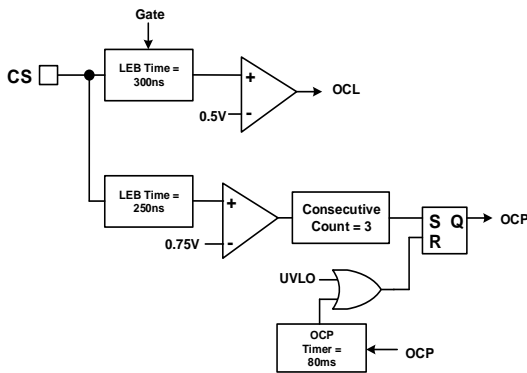 Gate
CS
LEB Time =
300ns
+
-
0.5V
OCL
LEB Time =
250ns
+
-
0.75V
Consecutive
Count = 3
S Q
R
OCP
UVLO
OCP
Timer =
80ms
OCP